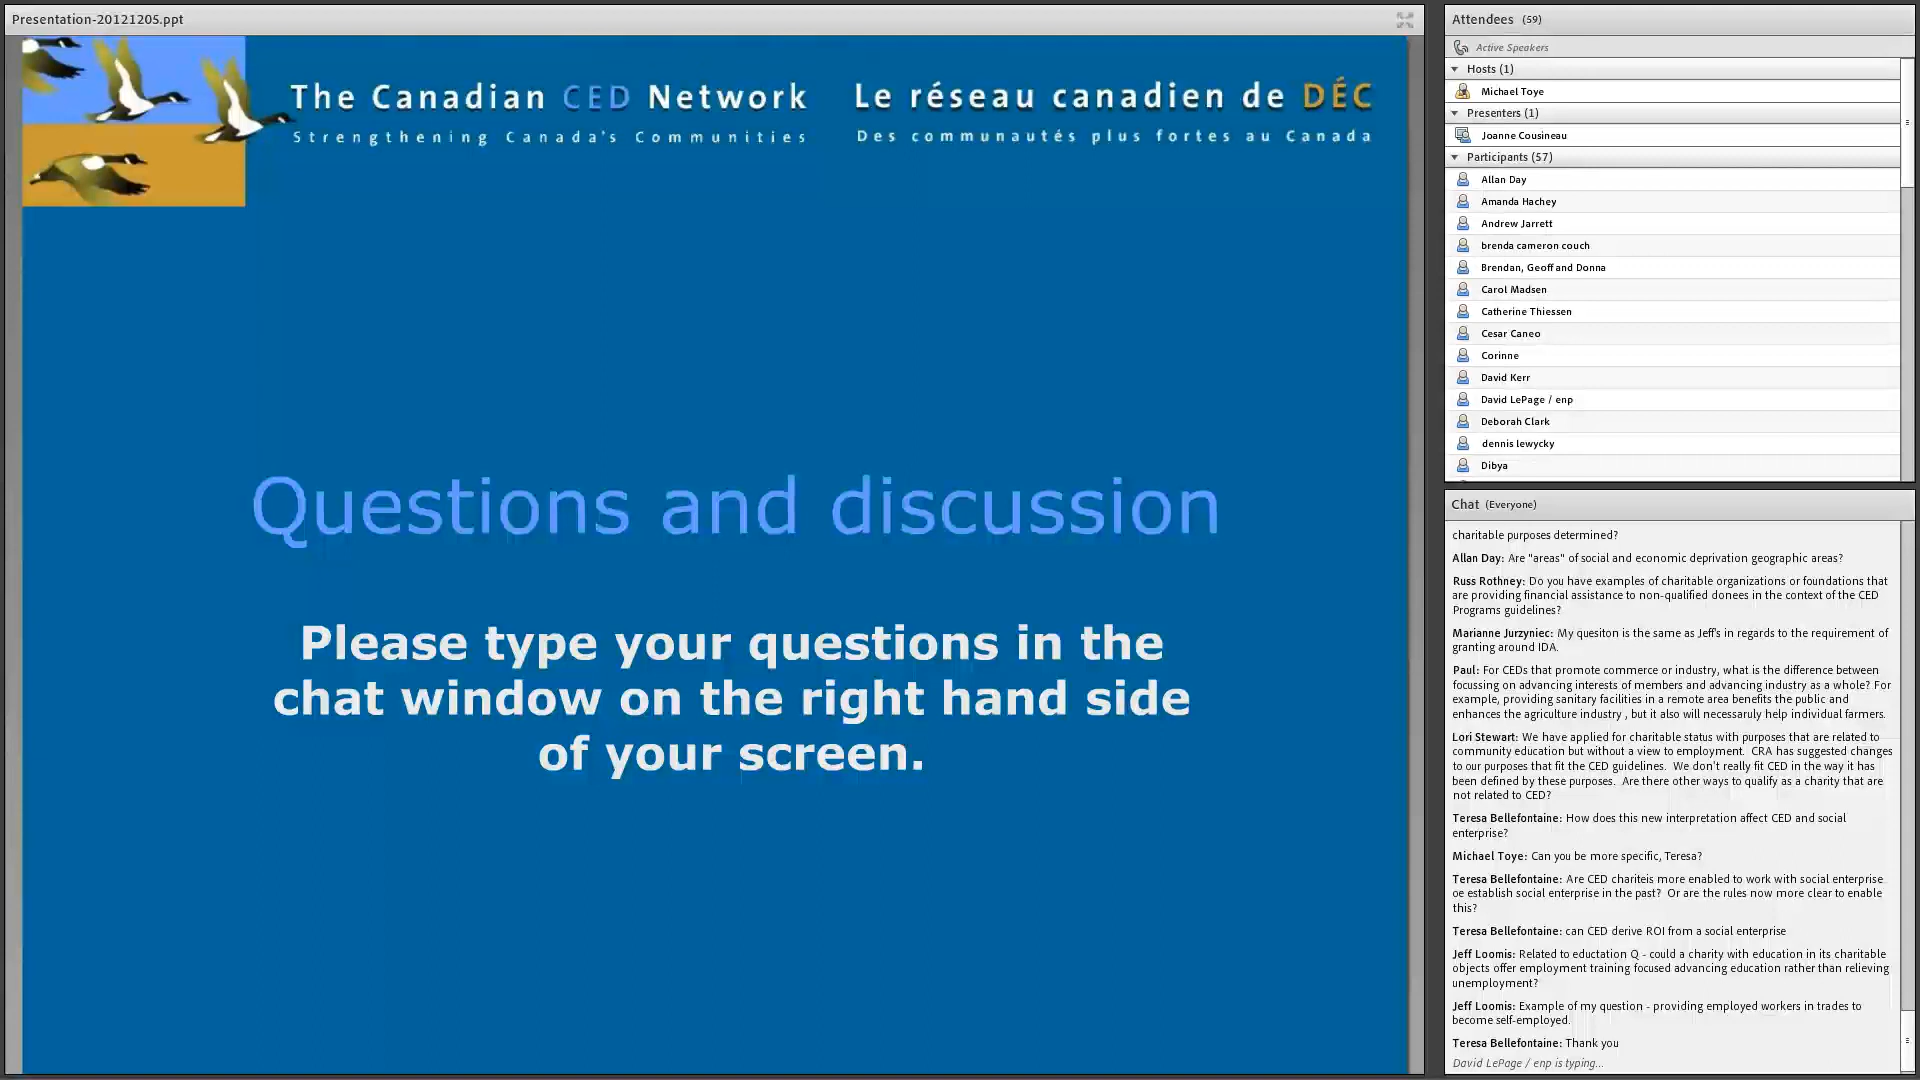 Presentation-20121205.ppt
The Canadian CED Network
Strengthening Canada's Communities
Le réseau canadien de DÉC
Des communautés plus fortes au Canada
Questions and discussion
Please type your questions in the
chat window on the right hand side
of your screen.
Attendees (59)
Active Speakers
Hosts (1)
Michael Toye
Presenters (1)
Joanne Cousineau
Participants (57)
Allan Day
Amanda Hachey
Andrew Jarrett
brenda cameron couch
Brendan, Geoff and Donna
Carol Madsen
Catherine Thiessen
Cesar Caneo
Corinne
David Kerr
David LePage / enp
Deborah Clark
dennis lewycky
Dibya
Chat (Everyone)
charitable purposes determined?
Allan Day: Are "areas" of social and economic deprivation geographic areas?
Russ Rothney: Do you have examples of charitable organizations or foundations that
are providing financial assistance to non-qualified donees in the context of the CED
Programs guidelines?
Marianne Jurzyniec: My quesiton is the same as Jeff's in regards to the requirement of
granting around IDA.
Paul: For CEDs that promote commerce or industry, what is the difference between
focussing on advancing interests of members and advancing industry as a whole? For
example, providing sanitary facilities in a remote area benefits the public and
enhances the agriculture industry , but it also will necessaruly help individual farmers.
Lori Stewart: We have applied for charitable status with purposes that are related to
community education but without a view to employment. CRA has suggested changes
to our purposes that fit the CED guidelines. We don't really fit CED in the way it has
been defined by these purposes. Are there other ways to qualify as a charity that are
not related to CED?
Teresa Bellefontaine: How does this new interpretation affect CED and social
enterprise?
Michael Toye: Can you be more specific, Teresa?
Teresa Bellefontaine: Are CED chariteis more enabled to work with social enterprise
oe establish social enterprise in the past? Or are the rules now more clear to enable
this?
Teresa Bellefontaine: can CED derive ROI from a social enterprise
Jeff Loomis: Related to eductation Q - could a charity with education in its charitable
objects offer employment training focused advancing education rather than relieving
unemployment?
Jeff Loomis: Example of my question - providing employed workers in trades to
become self-employed.
Teresa Bellefontaine: Thank you
David LePage / enp is typing...